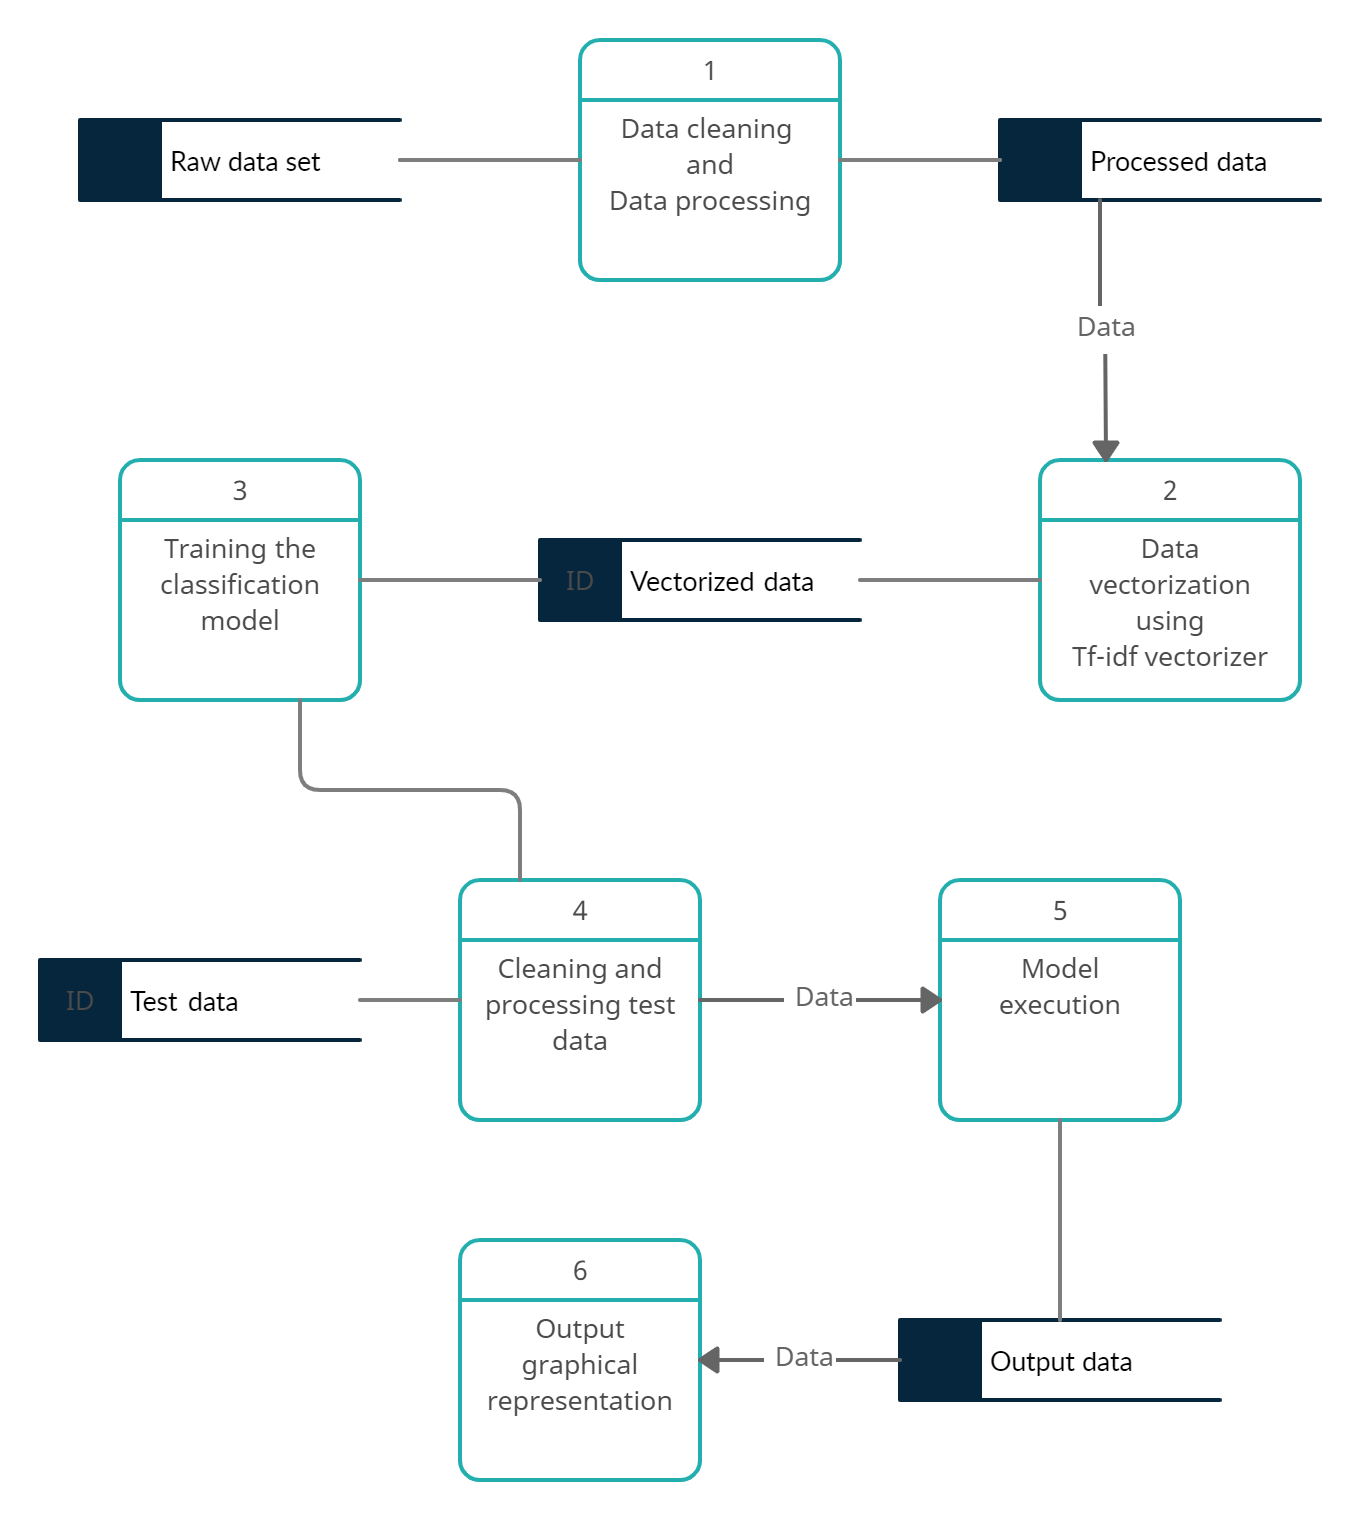 1
Data cleaning
and
Data processing
Raw data set
Processed data
Data
3
Training the
classification
model
ID
Vectorized data
2
Data
vectorization
using
Tf-idf vectorizer
4
Cleaning and
processing test
data
ID
Test data
Data
5
Model
execution
6
Output
graphical
representation
Data
Output data